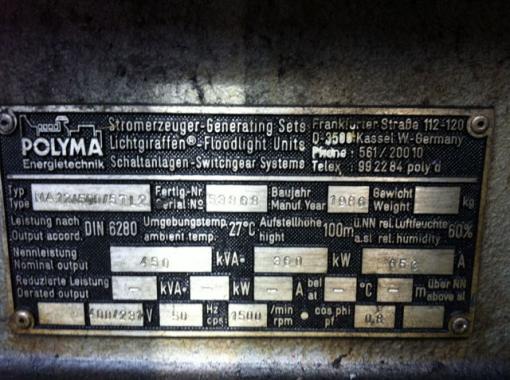 POLYMA
Energietechnik
Stromerzeuger-Generating Sets
Lichtgiraffen®-Floodlight Units
Schaltanlagen-Switchgear Systems
Frankfurter Straße 112-120
D-3500 Kassel W-Germany
Phone: 561/20010
Telex: 992284 poly d
Typ Fertig-Nr Baujahr 1986 Gewicht
Type Serial No Manuf. Year Weight kg
Leistung nach DIN 6280 Umgebungstemp. 27°C Aufstellhöhe 100m ü.NN rel Luftfeuchte 60%
Output accord. ambient temp. hight a.sl rel. humidity
Nennleistung 450 kVA 360 kW A
Nominal output
Reduzierte Leistung - kVA - kW - A bei - °C - m über NN
Derated output at above sl
400/231 V 50 Hz 1500 /min cos phi 0.8
cps rpm pf